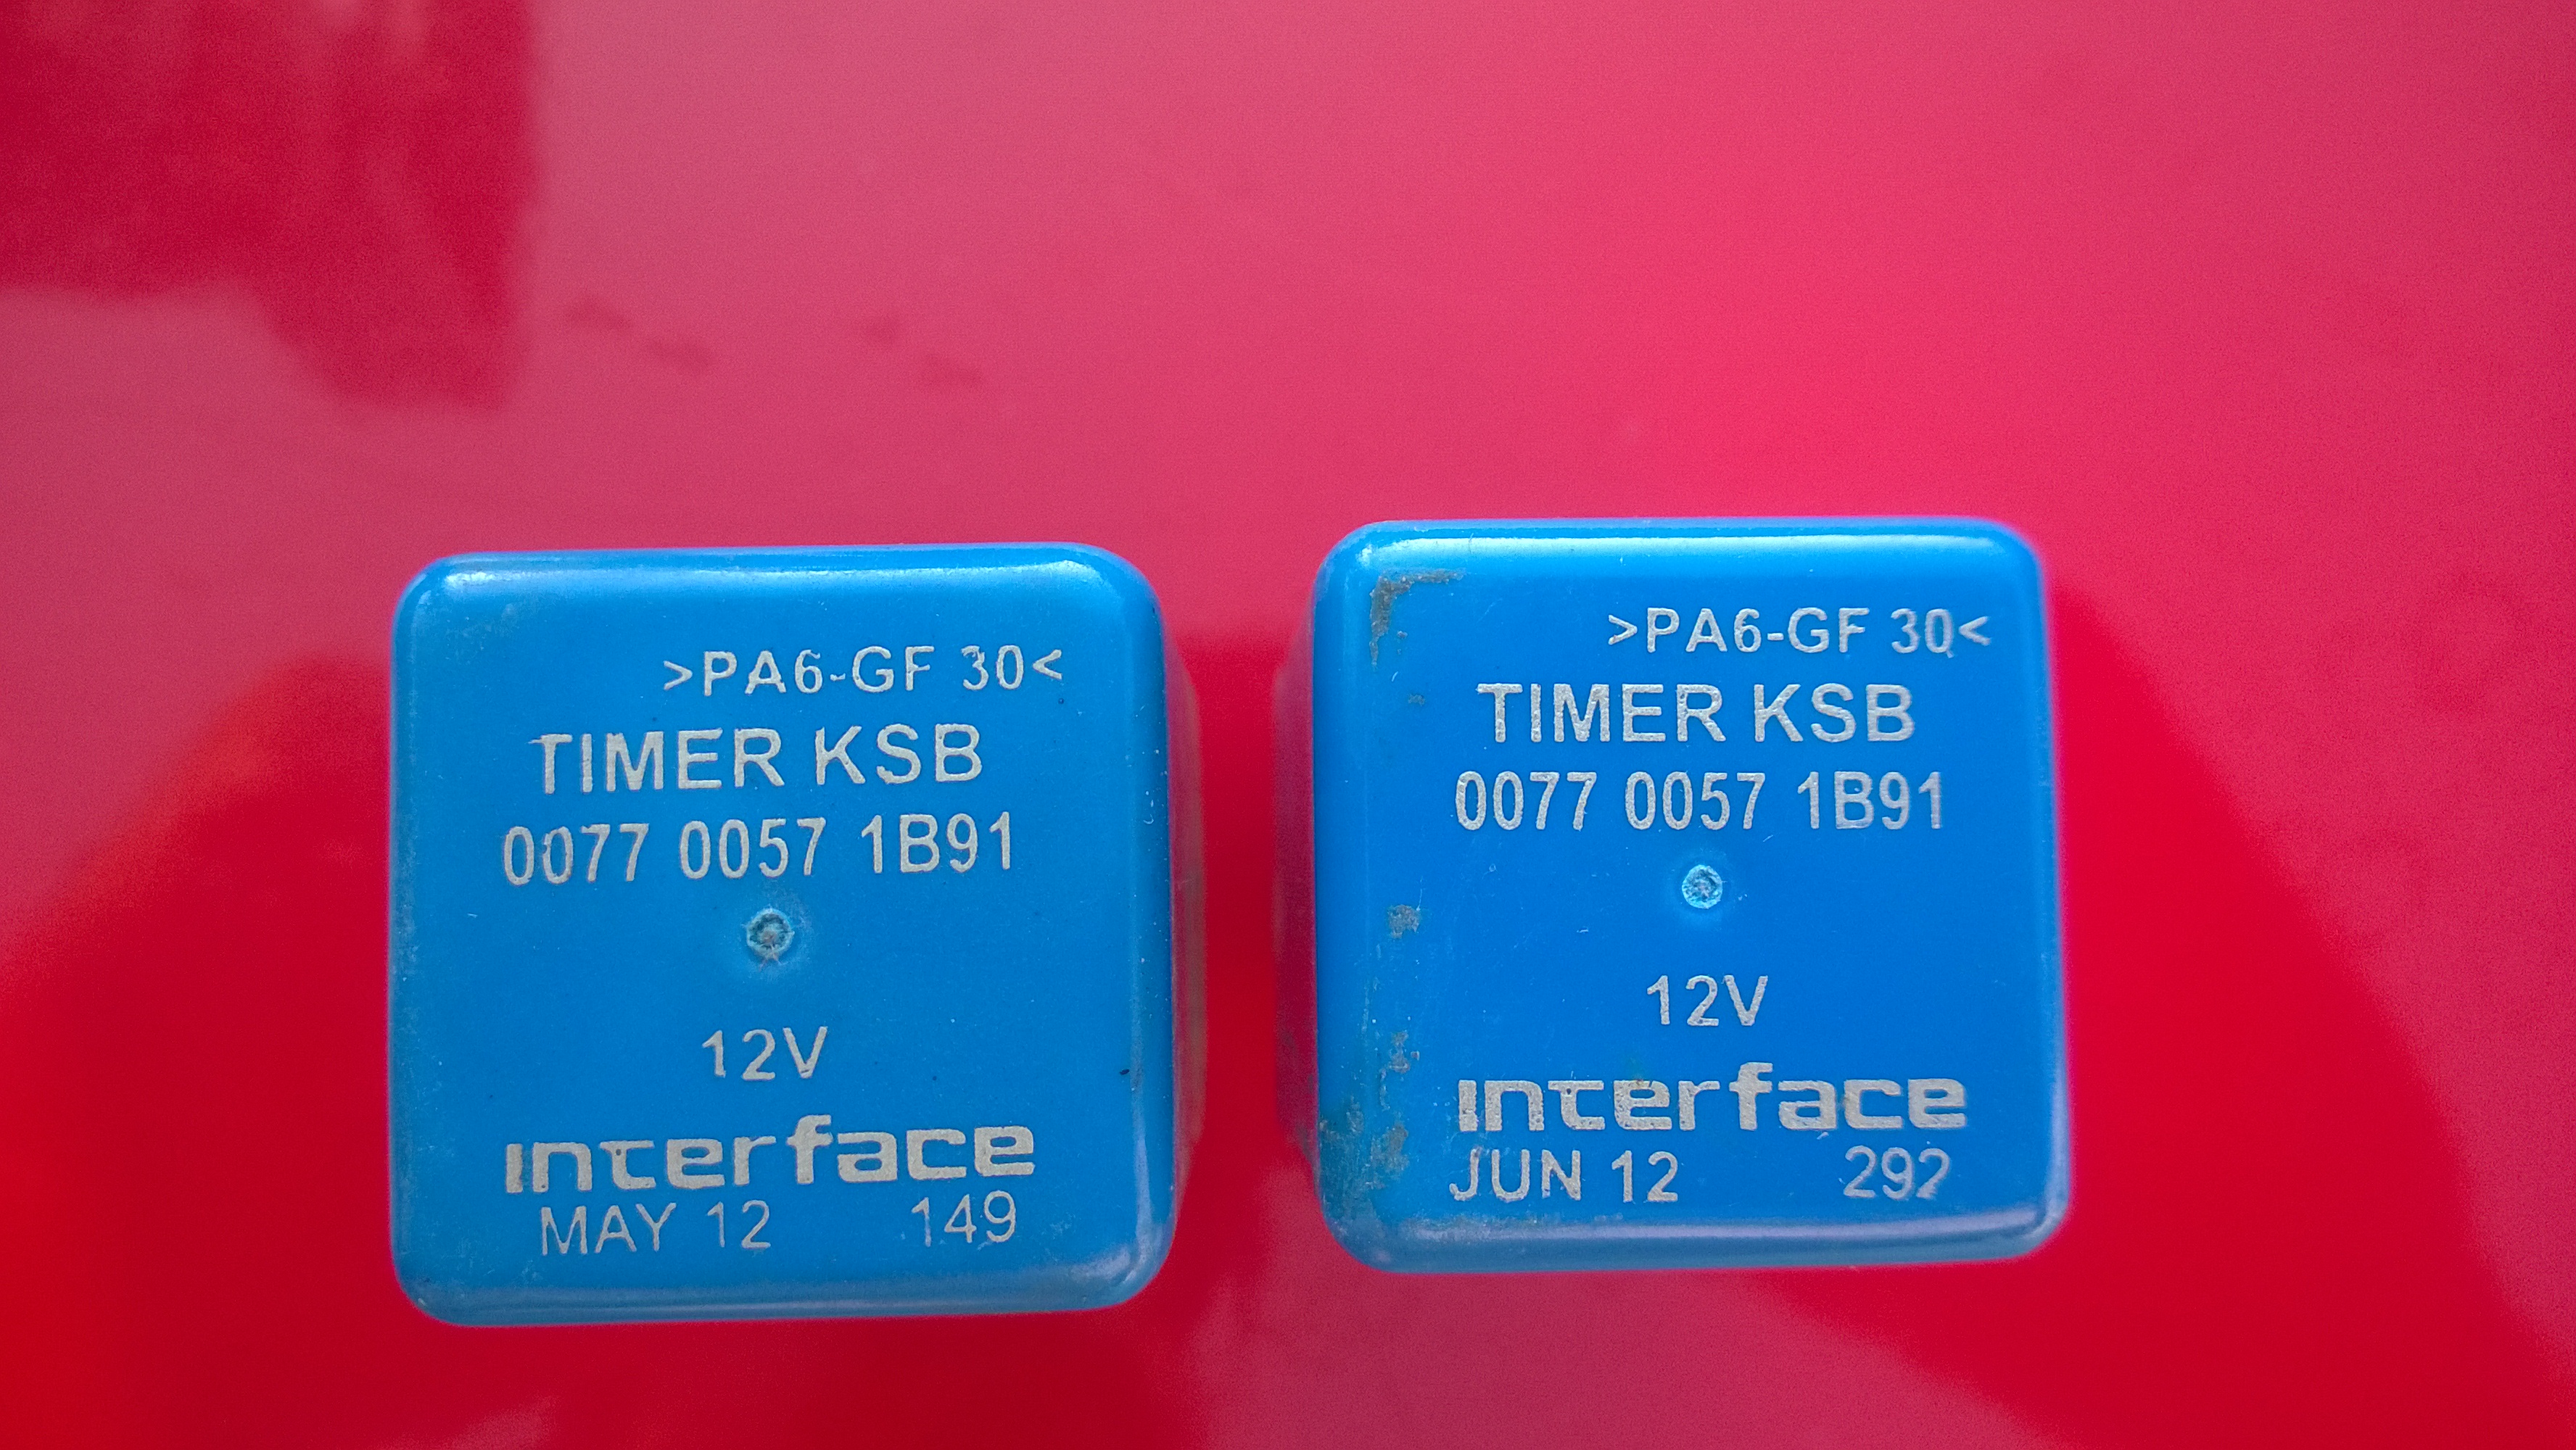 >PA6-GF 30<
TIMER KSB
0077 0057 1B91
12V
interface
MAY 12 149
>PA6-GF 30<
TIMER KSB
0077 0057 1B91
12V
interface
JUN 12 292